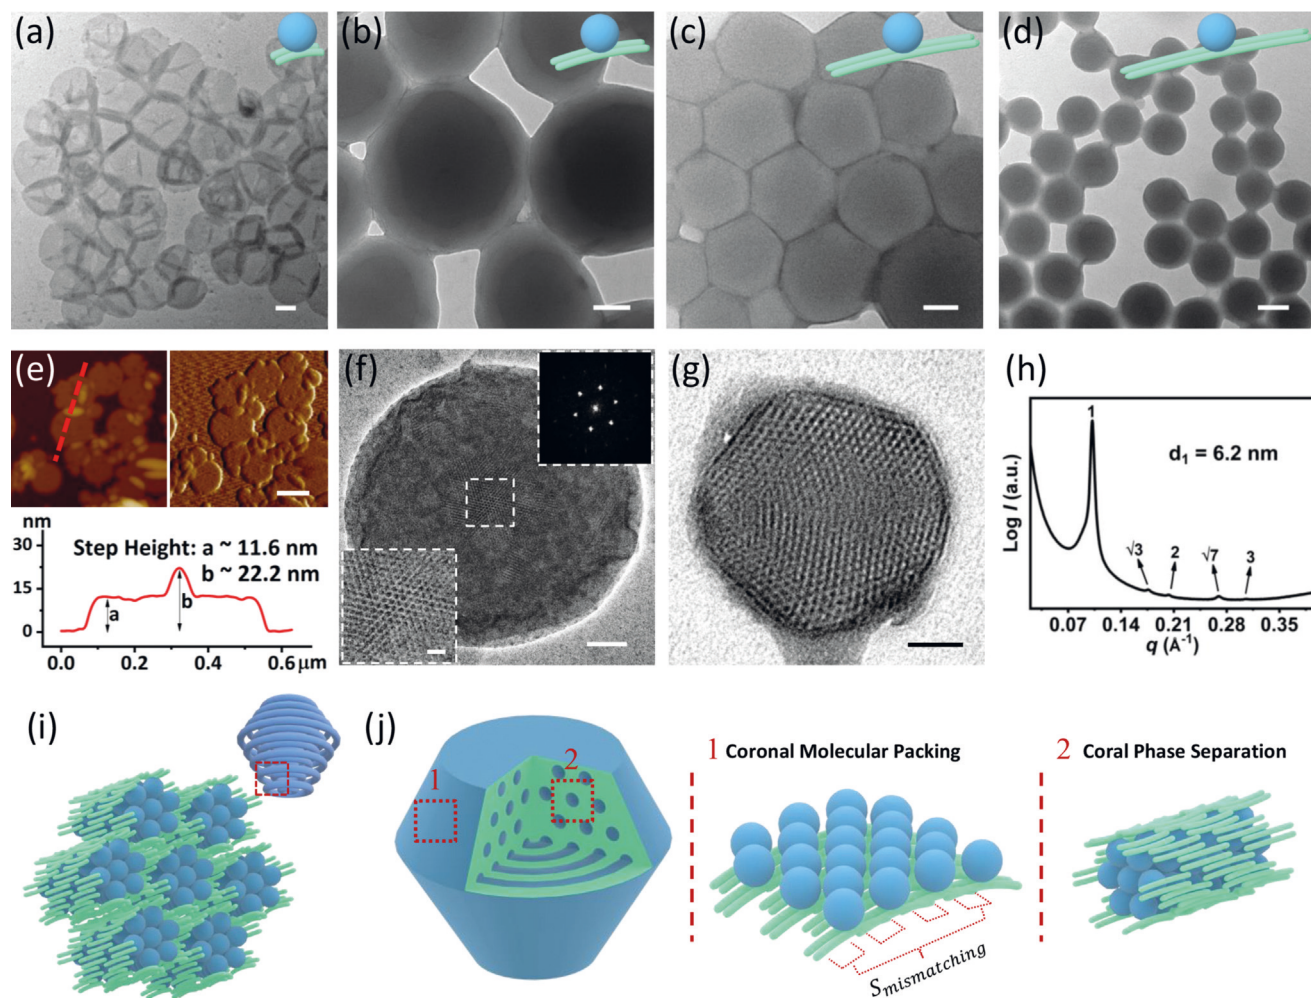 (a)
(b)
(c)
(d)
(e)
nm
30
15
0
Step Height: a ~ 11.6 nm
b ~ 22.2 nm
a
b
0.0 0.2 0.4 0.6 μm
(f)
(g)
(h)
Log I (a.u.)
1
d₁ = 6.2 nm
√3
2
√7
3
0.07 0.14 0.21 0.28 0.35
q (Å⁻¹)
(i)
(j)
1
2
1 Coronal Molecular Packing
Smismatching
2 Coral Phase Separation